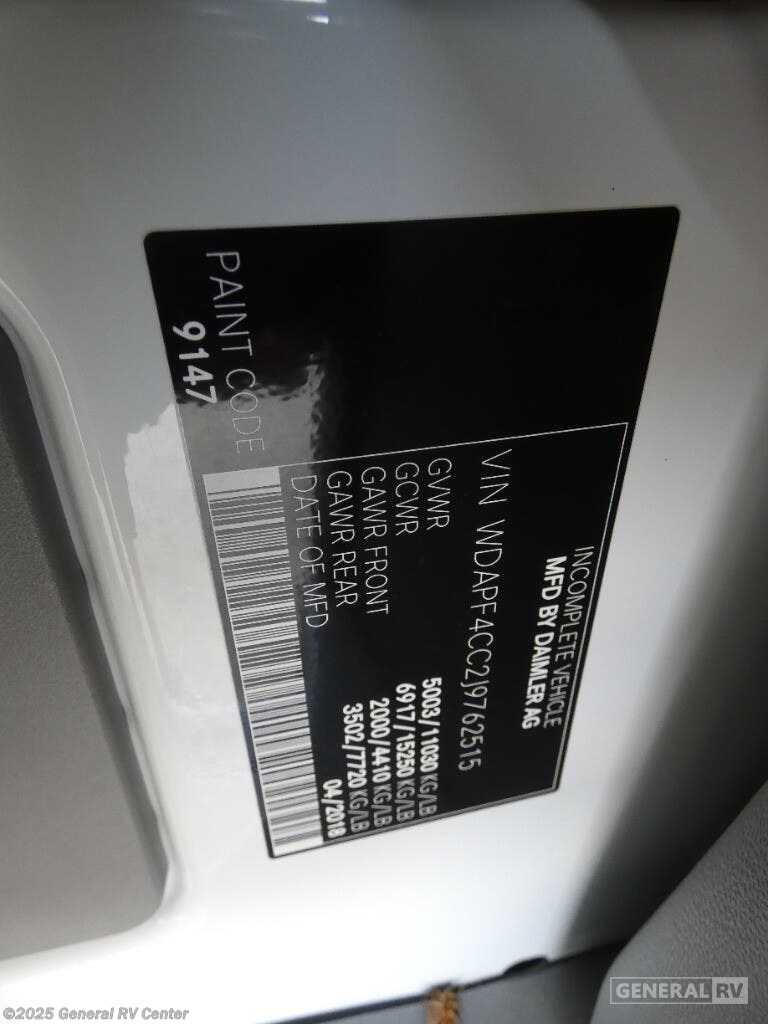 INCOMPLETE VEHICLE
MFD BY DAIMLER AG
VIN WDAPF4CC2J9762515
GVWR 5003/11030 KG/LB
GCWR 6917/15250 KG/LB
GAWR FRONT 2000/4410 KG/LB
GAWR REAR 3502/7720 KG/LB
DATE OF MFD 04/2018
PAINT CODE
9147
GENERAL RV
©2025 General RV Center